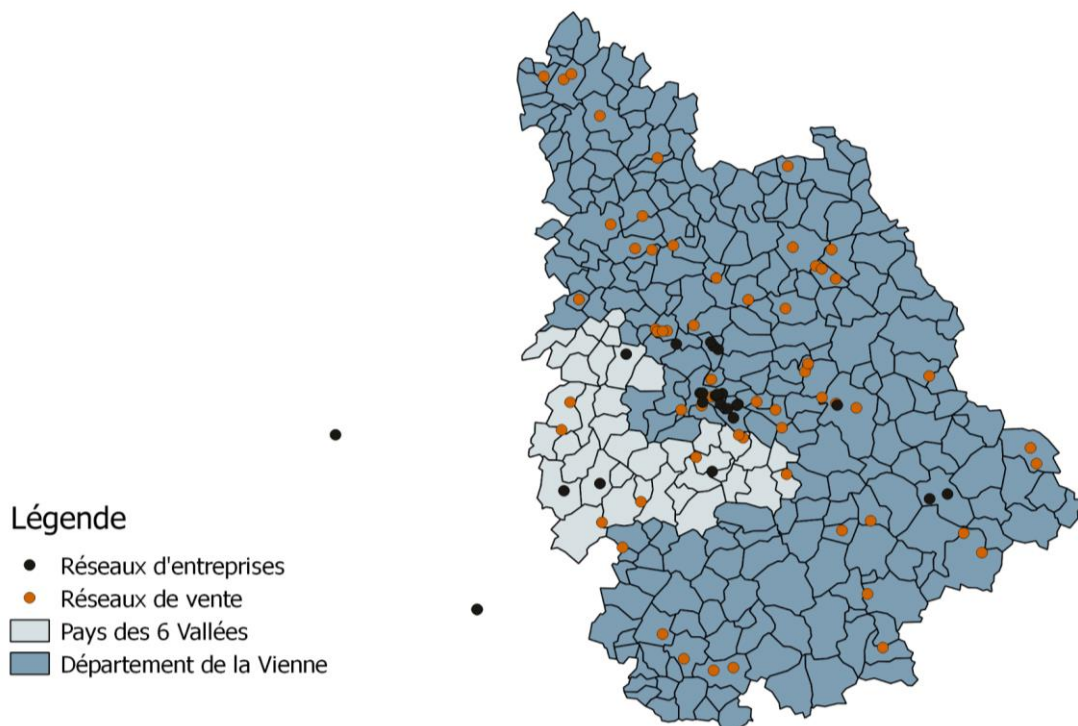 Légende
Réseaux d'entreprises
Réseaux de vente
Pays des 6 Vallées
Département de la Vienne